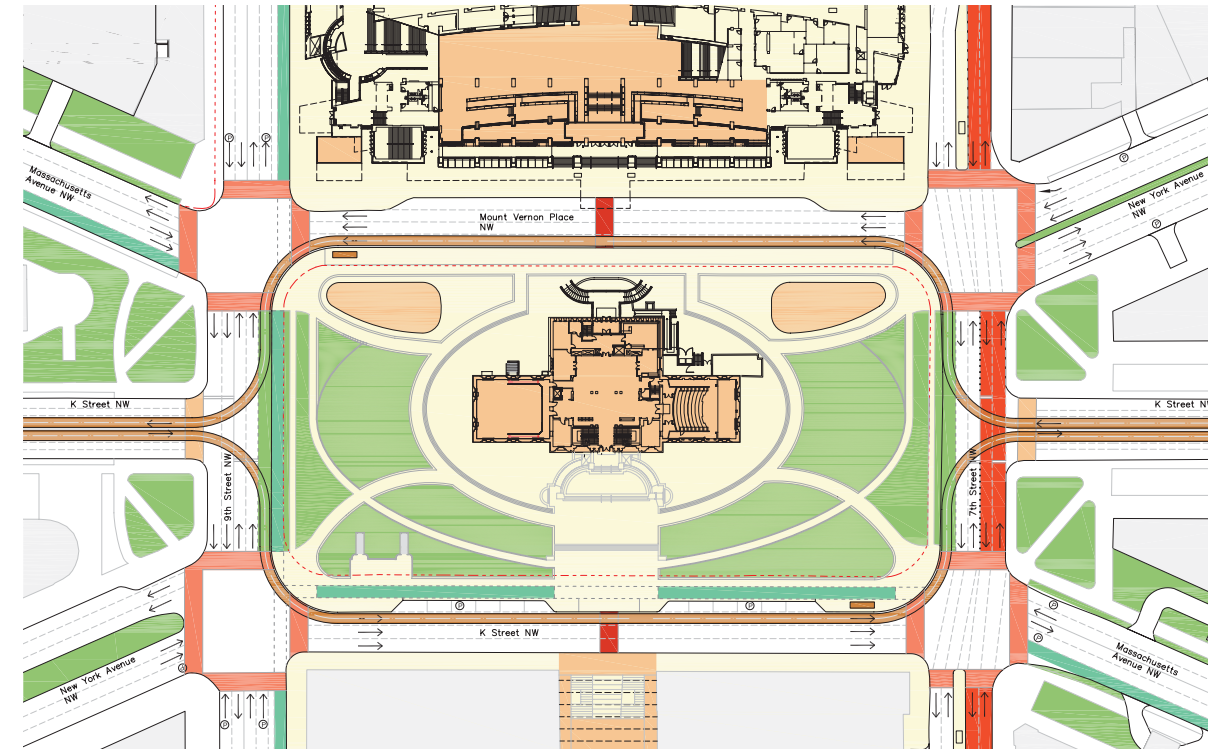 P
P
Massachusetts
Avenue NW
Mount Vernon Place
NW
P
New York Avenue
NW
P
K Street NW
K Street N
9th Street NW
7th Street NW
P
P
P
K Street NW
P
New York Avenue
NW
P
Massachusetts
Avenue NW
P
P